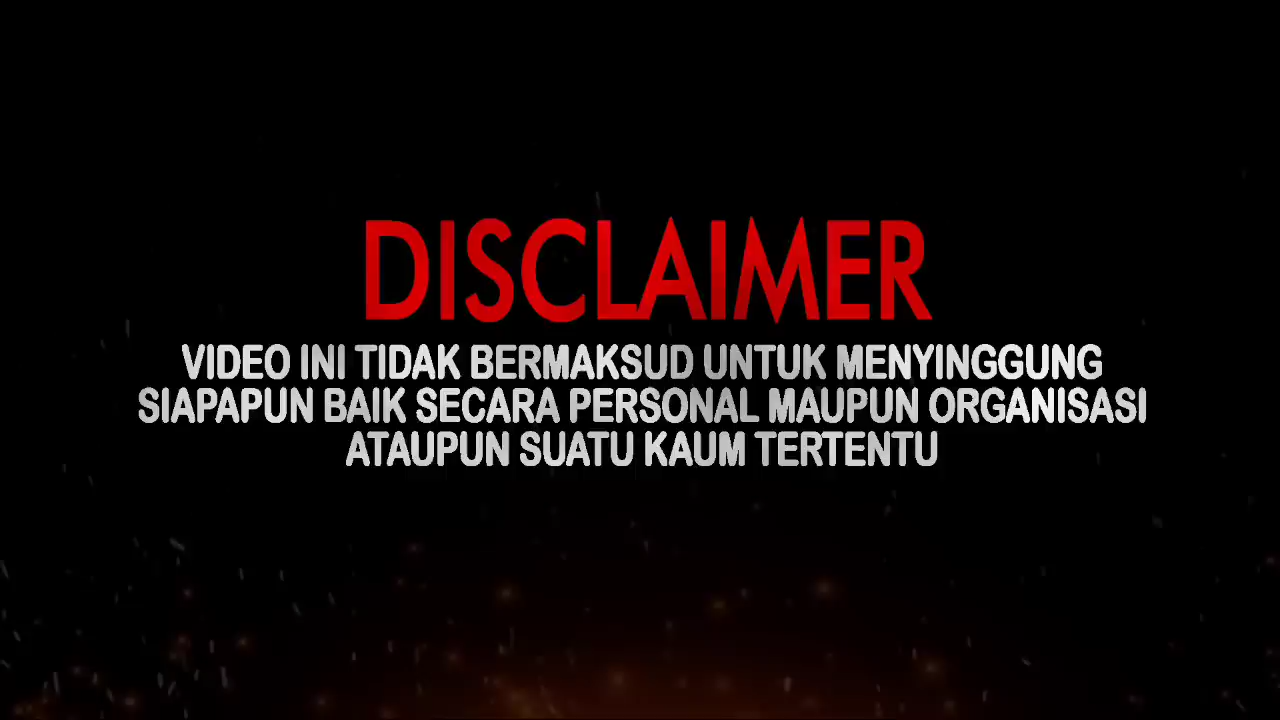 DISCLAIMER
VIDEO INI TIDAK BERMAKSUD UNTUK MENYINGGUNG
SIAPAPUN BAIK SECARA PERSONAL MAUPUN ORGANISASI
ATAUPUN SUATU KAUM TERTENTU